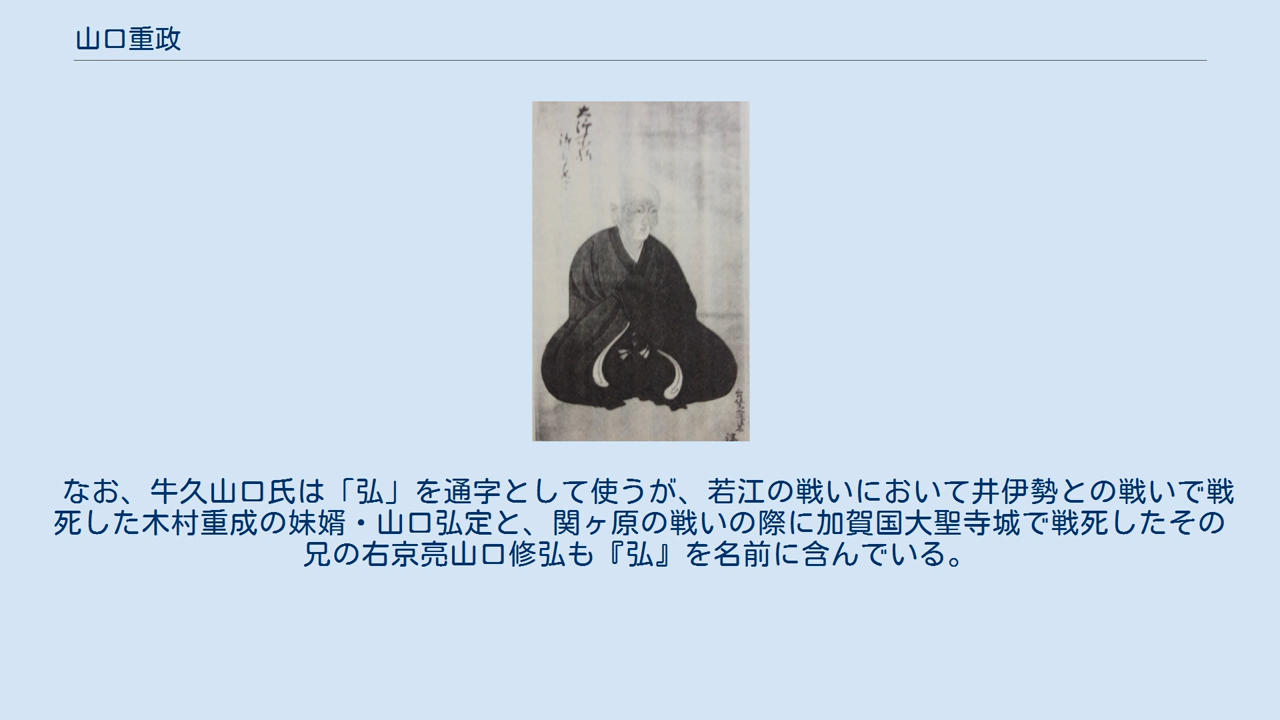 山口重政
なお、牛久山口氏は「弘」を通字として使うが、若江の戦いにおいて井伊勢との戦いで戦
死した木村重成の妹婿・山口弘定と、関ヶ原の戦いの際に加賀国大聖寺城で戦死したその
兄の右京亮山口修弘も『弘』を名前に含んでいる。